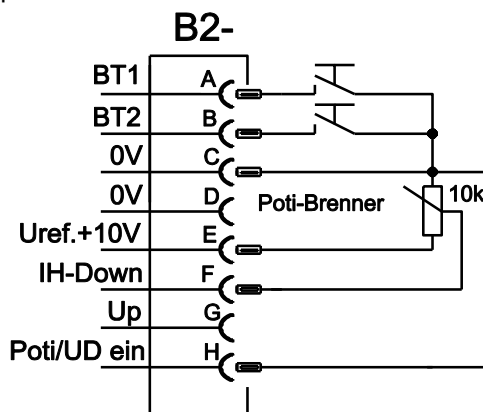 B2-
BT1 A
BT2 B
0V C
0V D Poti-Brenner 10k
Uref.+10V E
IH-Down F
Up G
Poti/UD ein H